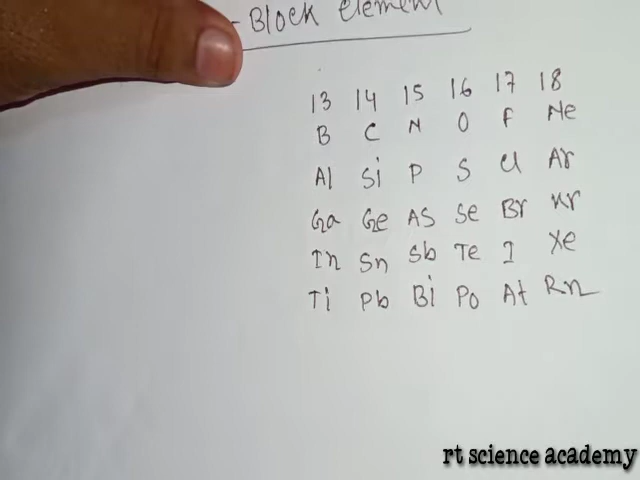 -Block element
13 14 15 16 17 18
B C N O F Ne
Al Si P S Cl Ar
Ga Ge As Se Br Kr
In Sn Sb Te I Xe
Ti Pb Bi Po At Rn
rt science academy